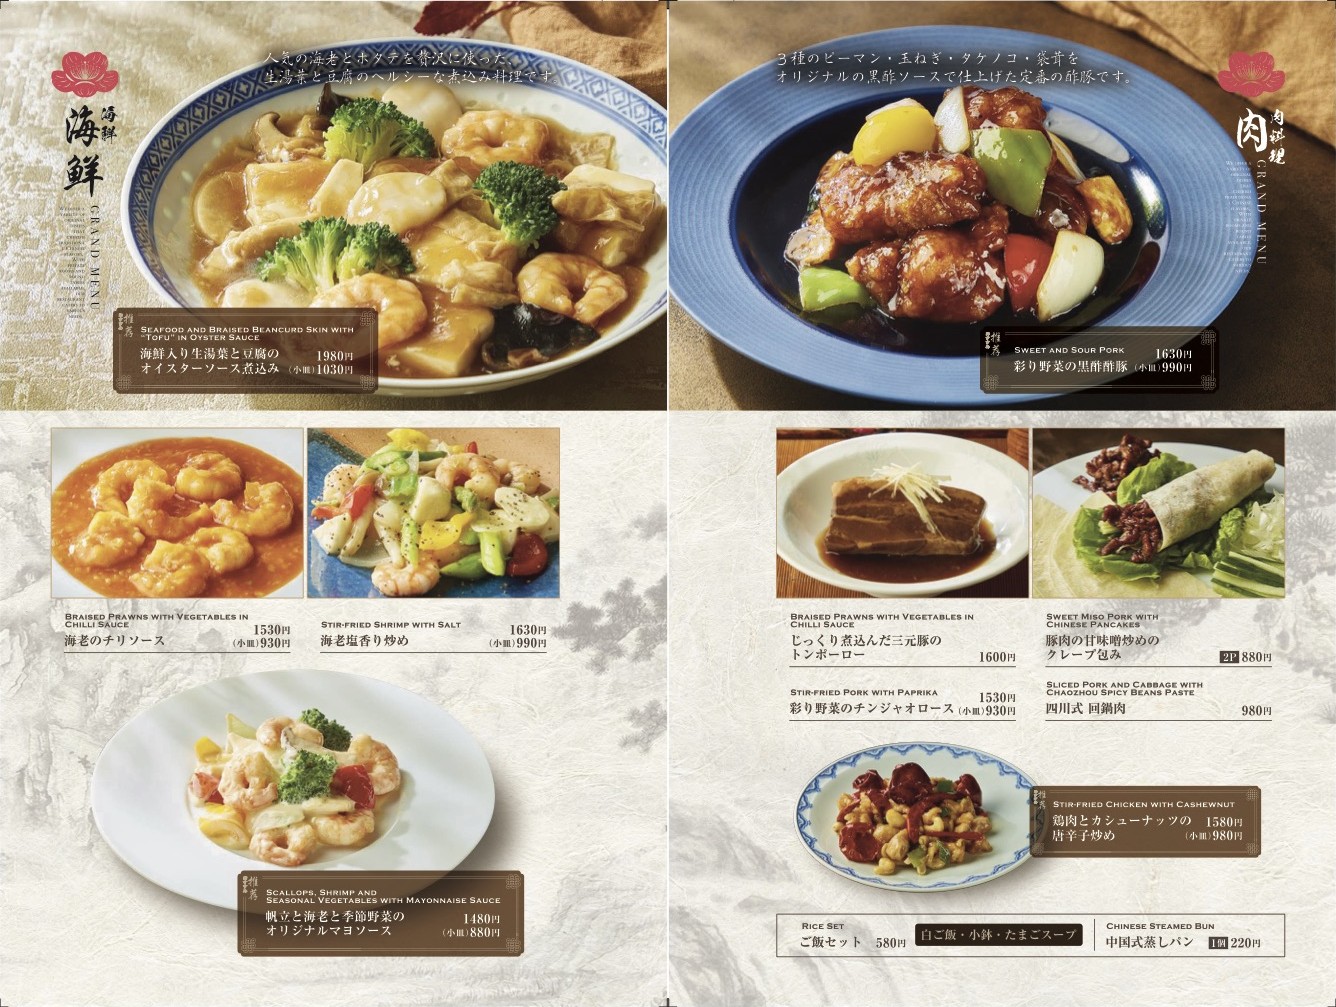 人気の海老とホタテを贅沢に使った、
生湯葉と豆腐のヘルシーな煮込み料理です。
海鮮
海鮮
GRAND MENU
推薦
Seafood and Braised Beancurd Skin with
"Tofu" in Oyster Sauce
海鮮入り生湯葉と豆腐の 1980円
オイスターソース煮込み (小皿)1030円
Braised Prawns with Vegetables in
Chilli Sauce
1530円
海老のチリソース (小皿)930円
Stir-fried Shrimp with Salt 1630円
海老塩香り炒め (小皿)990円
推薦
Scallops, Shrimp and
Seasonal Vegetables with Mayonnaise Sauce
帆立と海老と季節野菜の 1480円
オリジナルマヨソース (小皿)880円
3種のピーマン・玉ねぎ・タケノコ・袋茸を
オリジナルの黒酢ソースで仕上げた定番の酢豚です。
肉料理
肉
GRAND MENU
推薦
Sweet and Sour Pork 1630円
彩り野菜の黒酢酢豚 (小皿)990円
Braised Prawns with Vegetables in
Chilli Sauce
じっくり煮込んだ三元豚の
トンポーロー 1600円
Sweet Miso Pork with
Chinese Pancakes
豚肉の甘味噌炒めの
クレープ包み 2P 880円
Stir-fried Pork with Paprika 1530円
彩り野菜のチンジャオロース (小皿)930円
Sliced Pork and Cabbage with
Chaozhou Spicy Beans Paste
四川式 回鍋肉 980円
推薦
Stir-fried Chicken with Cashewnut
鶏肉とカシューナッツの 1580円
唐辛子炒め (小皿)980円
Rice Set
ご飯セット 580円 白ご飯・小鉢・たまごスープ
Chinese Steamed Bun
中国式蒸しパン 1個 220円